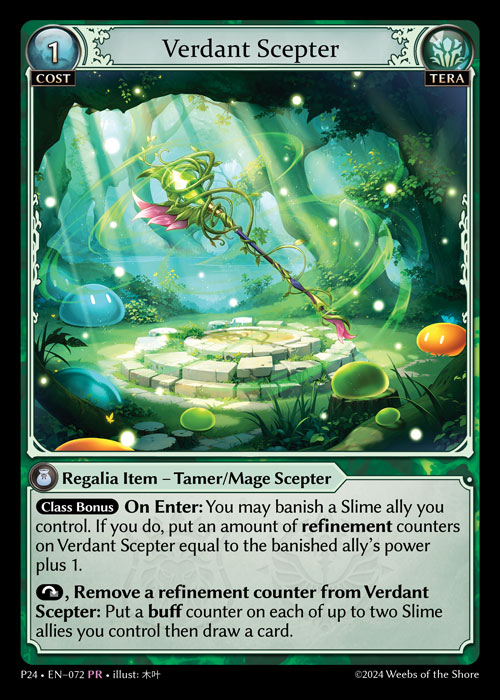 1
Verdant Scepter
COST
TERA
Regalia Item – Tamer/Mage Scepter
Class Bonus On Enter: You may banish a Slime ally you
control. If you do, put an amount of refinement counters
on Verdant Scepter equal to the banished ally's power
plus 1.
, Remove a refinement counter from Verdant
Scepter: Put a buff counter on each of up to two Slime
allies you control then draw a card.
P24 • EN–072 PR • illust: 木叶
©2024 Weebs of the Shore